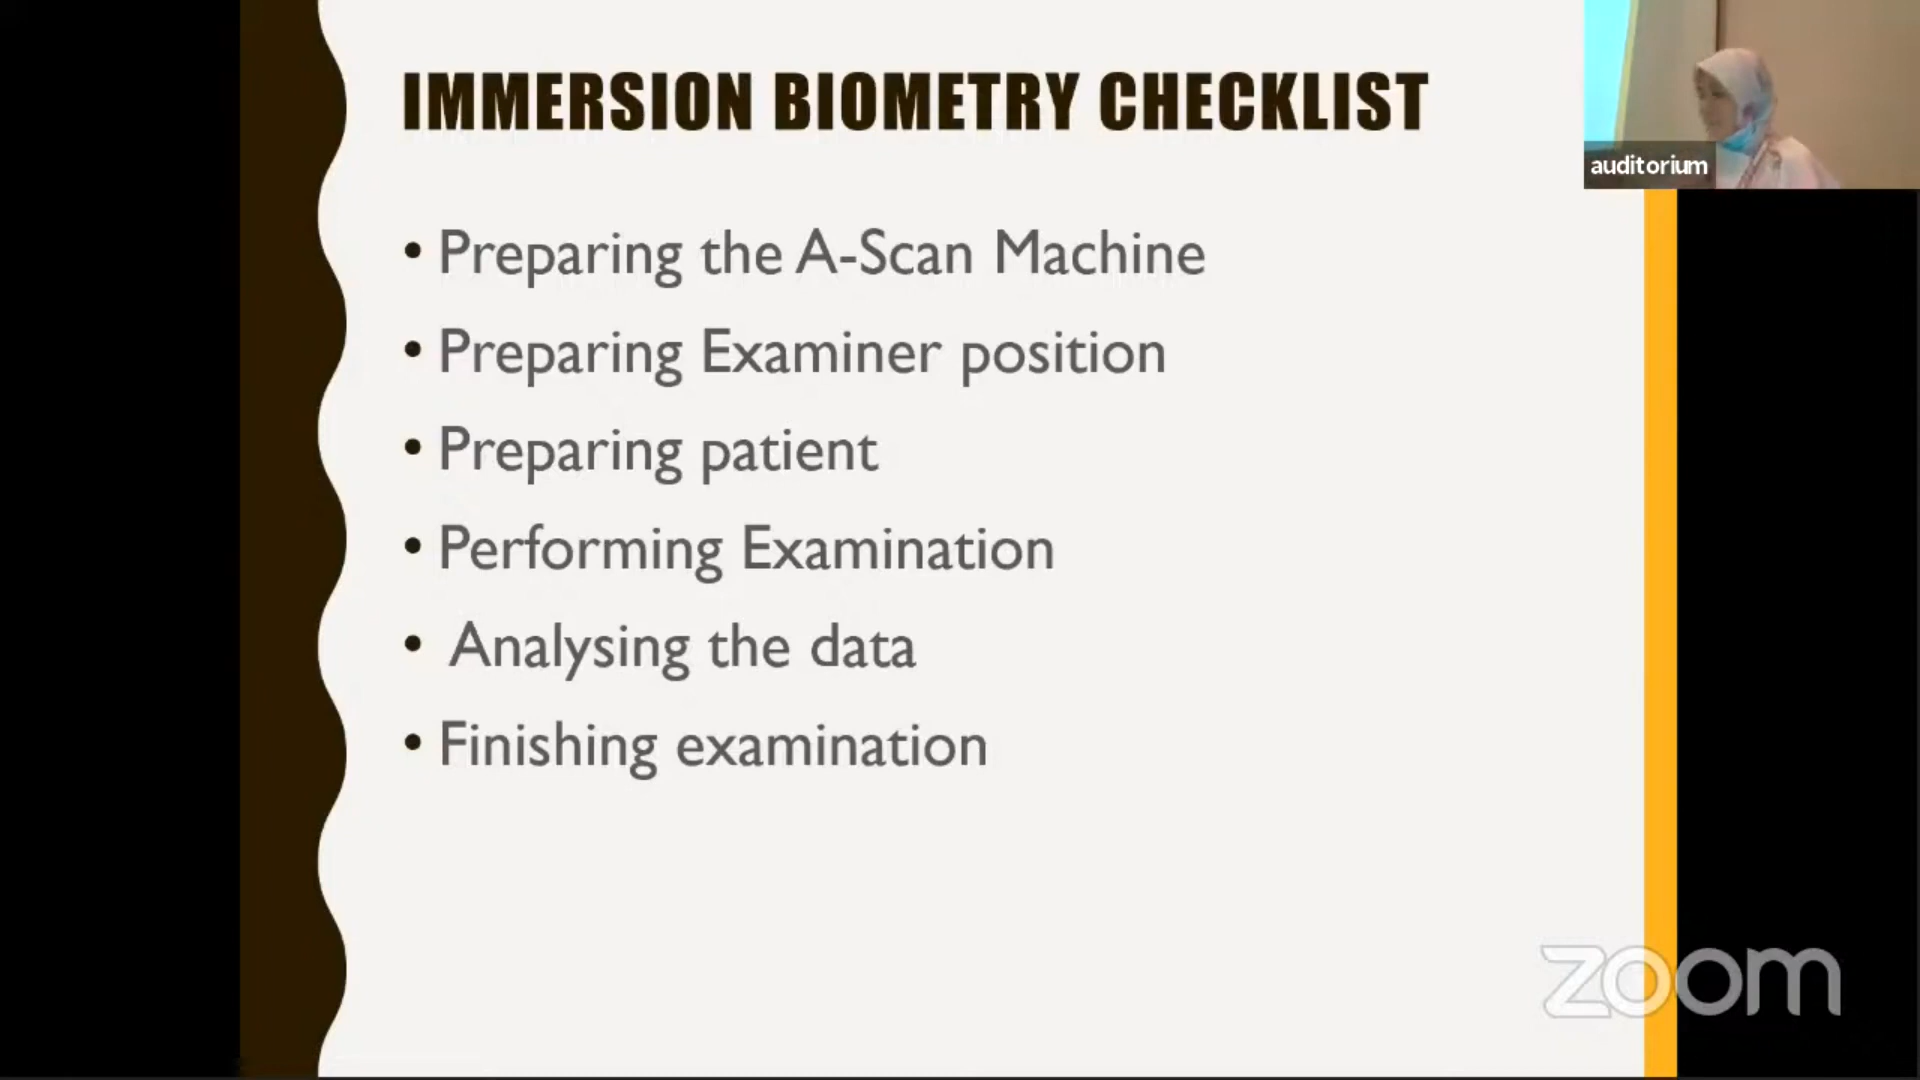 IMMERSION BIOMETRY CHECKLIST
auditorium
• Preparing the A-Scan Machine
• Preparing Examiner position
• Preparing patient
• Performing Examination
• Analysing the data
• Finishing examination
zoom